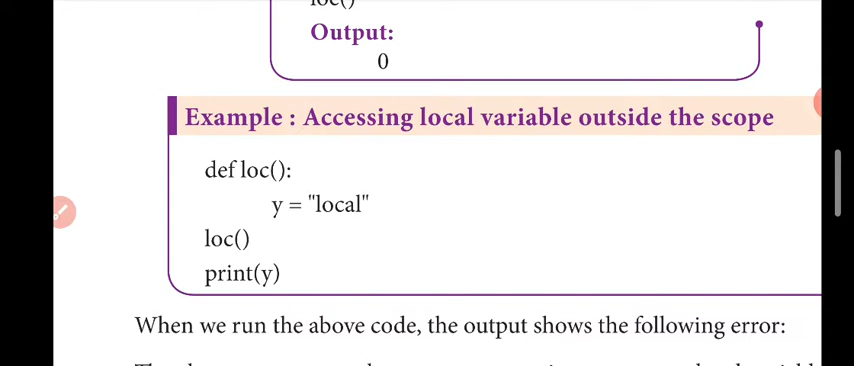 loc()
Output:
0
Example : Accessing local variable outside the scope
def loc():
y = "local"
loc()
print(y)
When we run the above code, the output shows the following error: